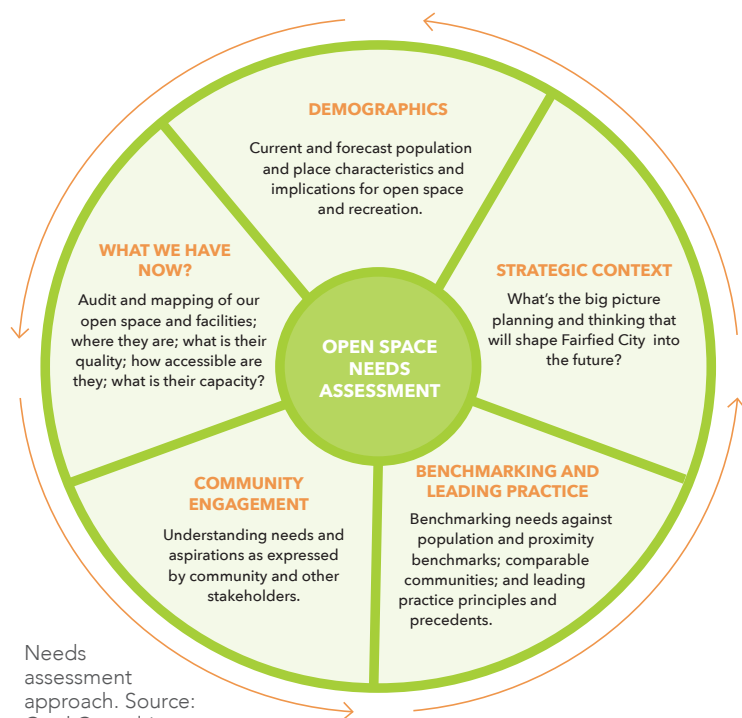 DEMOGRAPHICS
Current and forecast population
and place characteristics and
implications for open space
and recreation.
STRATEGIC CONTEXT
What's the big picture
planning and thinking that
will shape Fairfied City into
the future?
BENCHMARKING AND
LEADING PRACTICE
Benchmarking needs against
population and proximity
benchmarks; comparable
communities; and leading
practice principles and
precedents.
COMMUNITY
ENGAGEMENT
Understanding needs and
aspirations as expressed
by community and other
stakeholders.
WHAT WE HAVE
NOW?
Audit and mapping of our
open space and facilities;
where they are; what is their
quality; how accessible are
they; what is their capacity?
OPEN SPACE
NEEDS
ASSESSMENT
Needs
assessment
approach. Source: